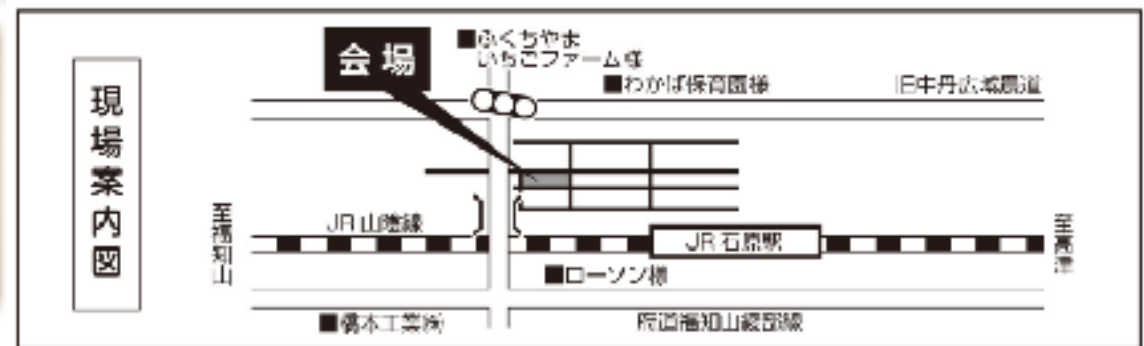 現場案内図
会場
■ふくちやま
いちごファーム様
■わかば保育園様
旧中丹広域農道
至福知山
JR山陰線
JR石原駅
至高津
■ローソン様
■橋本工業㈱
府道福知山綾部線